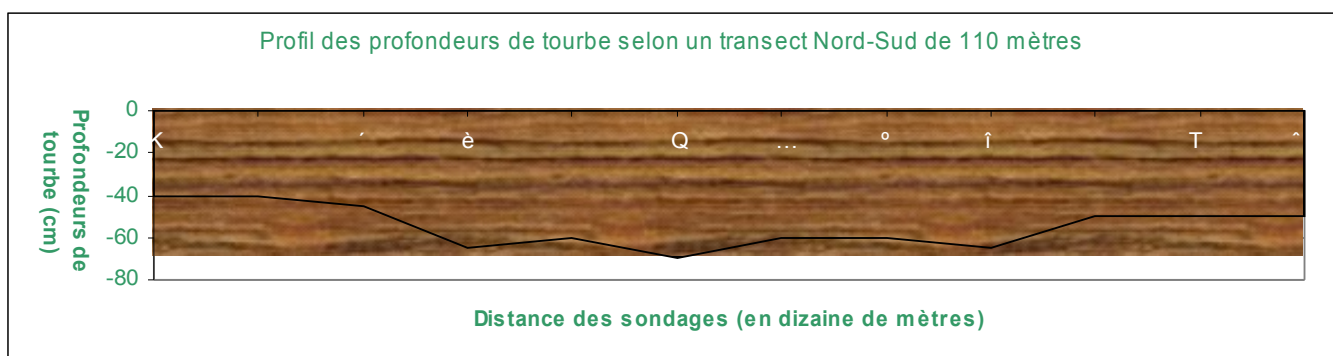 Profil des profondeurs de tourbe selon un transect Nord-Sud de 110 mètres
Profondeurs de
tourbe (cm)
0
-20
-40
-60
-80
K ´ è Q ... º î T ˆ
Distance des sondages (en dizaine de mètres)